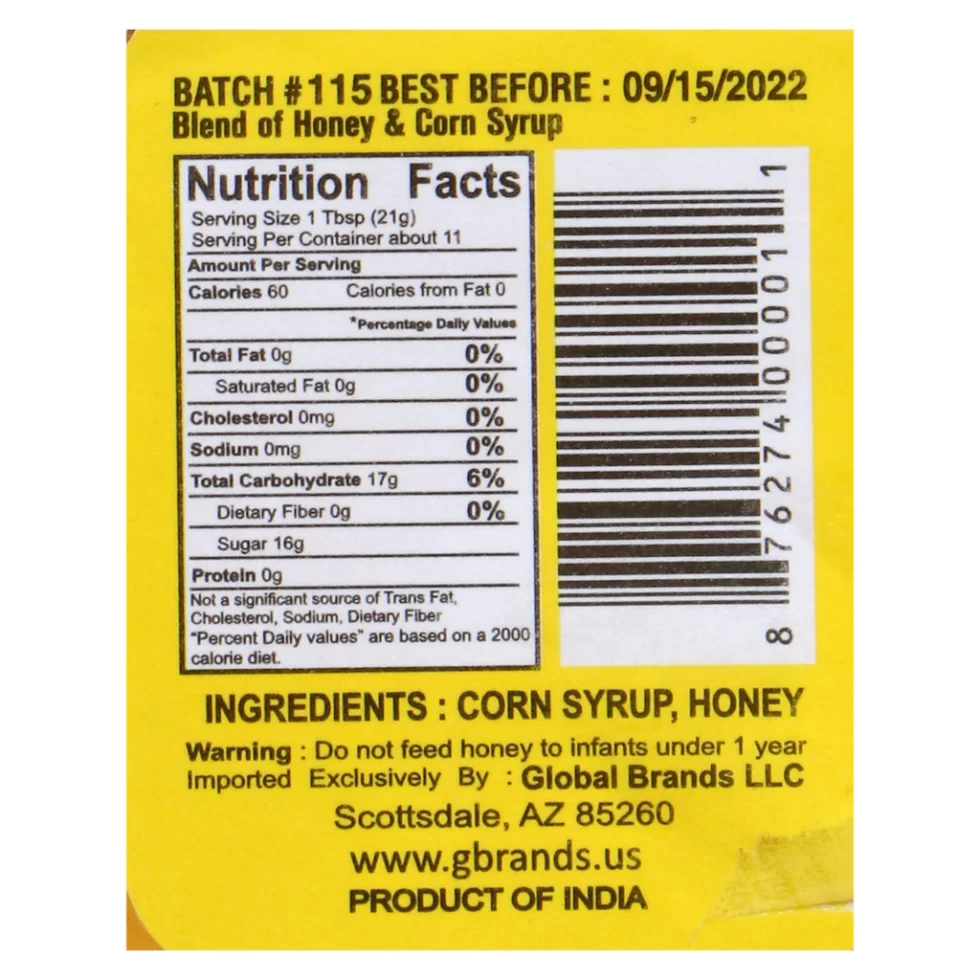 BATCH #115 BEST BEFORE : 09/15/2022
Blend of Honey & Corn Syrup
Nutrition Facts
Serving Size 1 Tbsp (21g)
Serving Per Container about 11
Amount Per Serving
Calories 60 Calories from Fat 0
*Percentage Daily Values
Total Fat 0g 0%
Saturated Fat 0g 0%
Cholesterol 0mg 0%
Sodium 0mg 0%
Total Carbohydrate 17g 6%
Dietary Fiber 0g 0%
Sugar 16g
Protein 0g
Not a significant source of Trans Fat,
Cholesterol, Sodium, Dietary Fiber
"Percent Daily values" are based on a 2000
calorie diet.
8 76274 00001 1
INGREDIENTS : CORN SYRUP, HONEY
Warning : Do not feed honey to infants under 1 year
Imported Exclusively By : Global Brands LLC
Scottsdale, AZ 85260
www.gbrands.us
PRODUCT OF INDIA